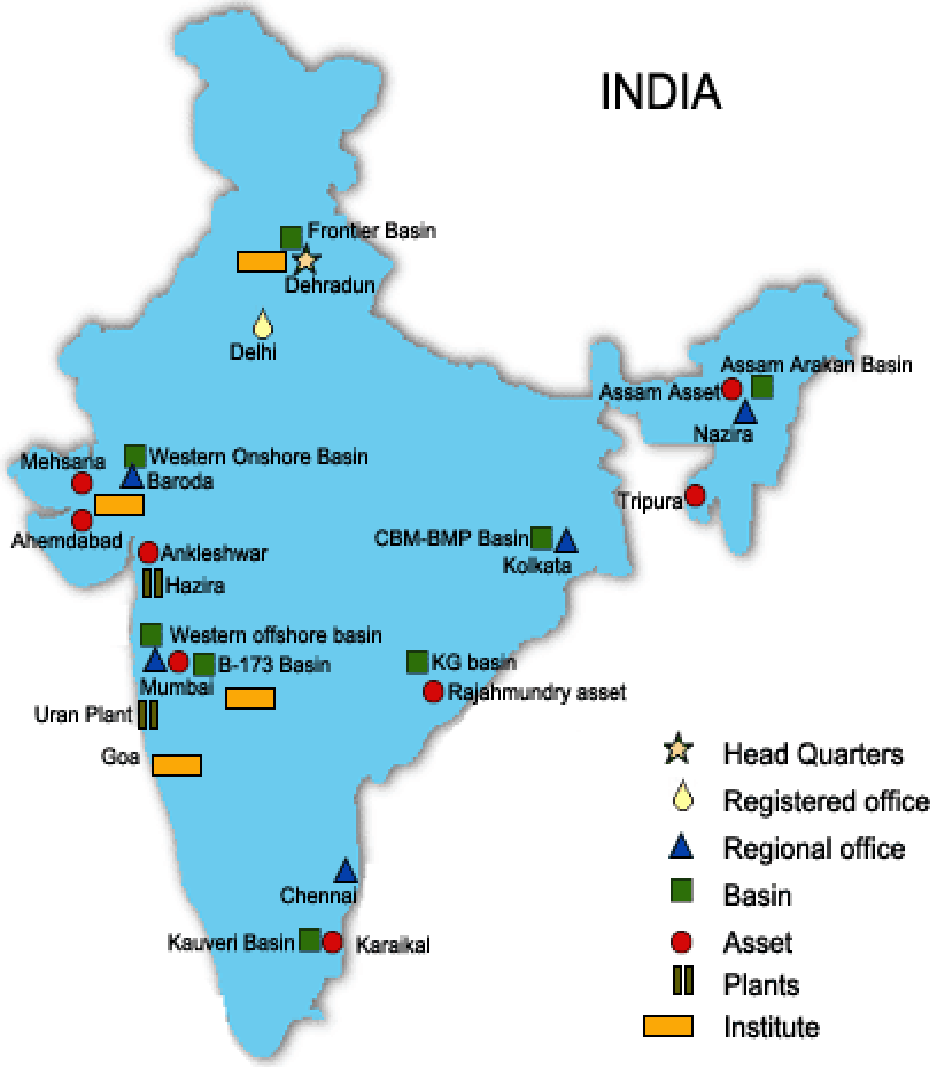 INDIA
Frontier Basin
Dehradun
Delhi
Assam Arakan Basin
Assam Asset
Nazira
Mehsana
Western Onshore Basin
Baroda
Tripura
Ahemdabad
CBM-BMP Basin
Kolkata
Ankleshwar
Hazira
Western offshore basin
B-173 Basin
KG basin
Mumbai
Rajahmundry asset
Uran Plant
Goa
Head Quarters
Registered office
Regional office
Chennai
Basin
Kauveri Basin
Karaikal
Asset
Plants
Institute